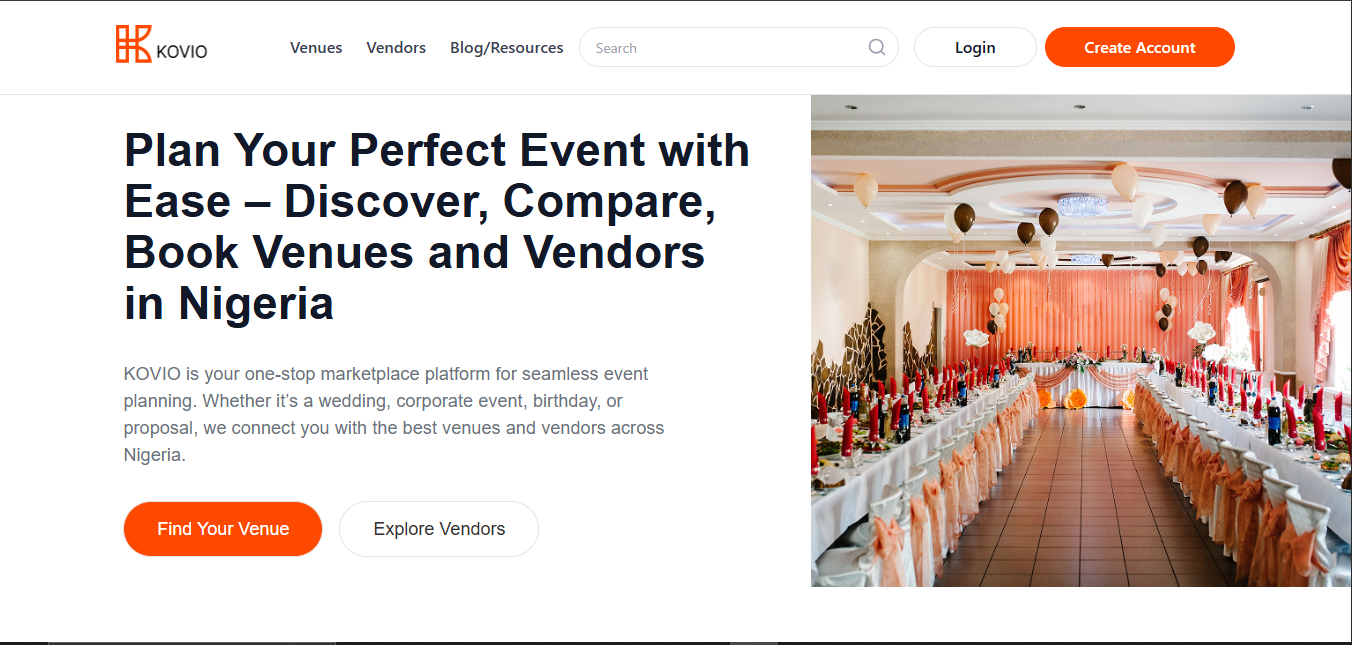 KOVIO
Venues
Vendors
Blog/Resources
Search
Login
Create Account
Plan Your Perfect Event with
Ease – Discover, Compare,
Book Venues and Vendors
in Nigeria
KOVIO is your one-stop marketplace platform for seamless event
planning. Whether it’s a wedding, corporate event, birthday, or
proposal, we connect you with the best venues and vendors across
Nigeria.
Find Your Venue
Explore Vendors